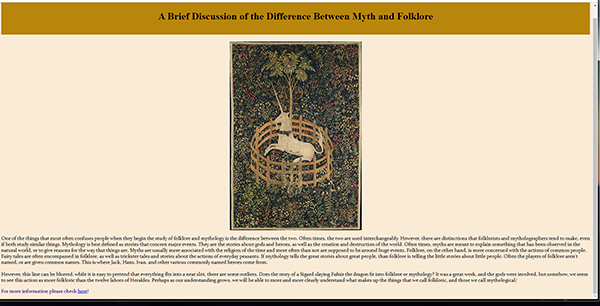 A Brief Discussion of the Difference Between Myth and Folklore
One of the things that most often confuses people when they begin the study of folklore and mythology is the difference between the two. Often times, the two are used interchangeably. However, there are distinctions that folklorists and mythographers tend to make, even
if both study similar things. Mythology is best defined as stories that concern major events. They are the stories about gods and heroes, as well as the creation and destruction of the world. Often times, myths are meant to explain something that has been observed in the
natural world, or to give reasons for the way that things are. Myths are usually more associated with the religion of the time and more often than not are supposed to be around huge events. Folklore, on the other hand, is more concerned with the actions of common people.
Fairy tales are often encompassed in folklore, as well as trickster tales and stories about the actions of everyday peasants. If mythology tells the great stories about great people, than folklore is telling the little stories about little people. Often the players of folklore aren't
named, or are given common names. This is where Jack, Hans, Ivan, and other various commonly named heroes come from.
However, this line can be blurred. while it is easy to pretend that everything fits into a neat slot, there are some outliers. Does the story of a Sigurd slaying Fafnir the dragon fit into folklore or mythology? It was a great work, and the gods were involved, but somehow, we seem
to see this action as more folkloric than the twelve labors of Herakles. Perhaps as our understanding grows, we will be able to more and more clearly understand what makes up the things that we call folkloric, and those we call mythological!
For more information please check here!